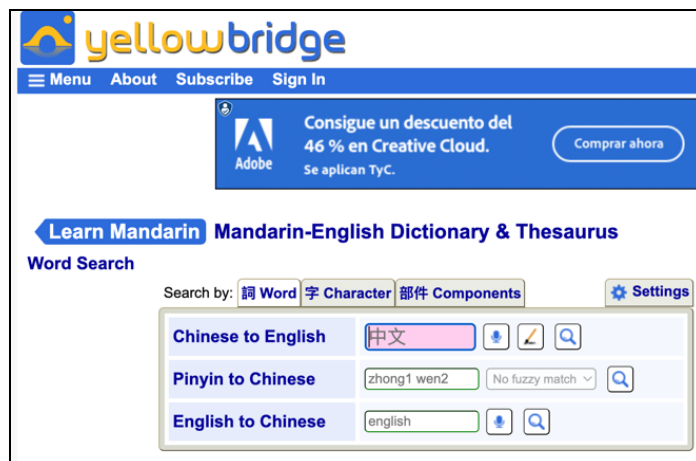 yellowbridge
Menu About Subscribe Sign In
Adobe
Consigue un descuento del
46 % en Creative Cloud.
Se aplican TyC.
Comprar ahora
Learn Mandarin Mandarin-English Dictionary & Thesaurus
Word Search
Search by: 詞 Word 字 Character 部件 Components Settings
Chinese to English 中文
Pinyin to Chinese zhong1 wen2 No fuzzy match
English to Chinese english